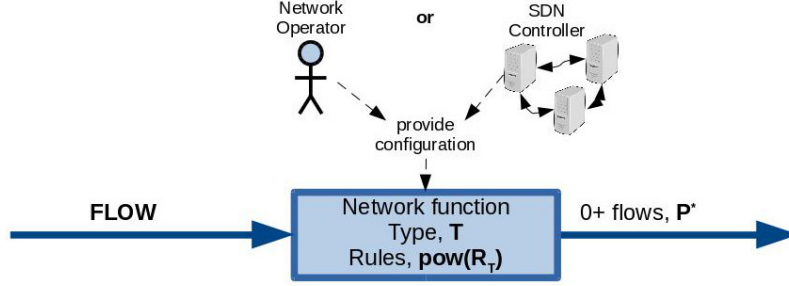 Network
Operator
or
SDN
Controller
provide
configuration
FLOW
Network function
Type, T
Rules, pow(R_T)
0+ flows, P*